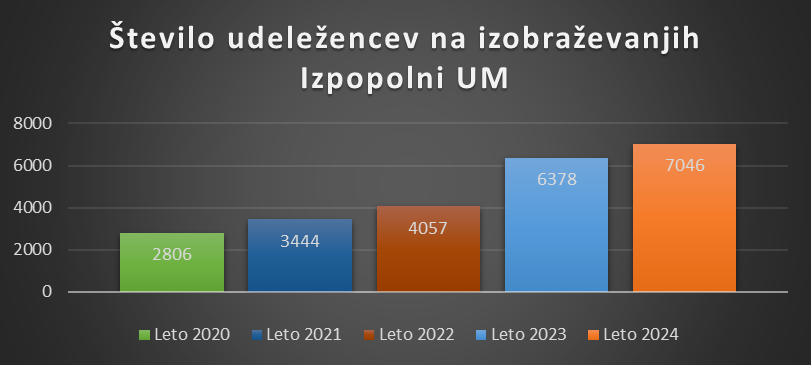 Število udeležencev na izobraževanjih
Izpopolni UM
8000
6000
4000
2000
0
2806
3444
4057
6378
7046
Leto 2020
Leto 2021
Leto 2022
Leto 2023
Leto 2024